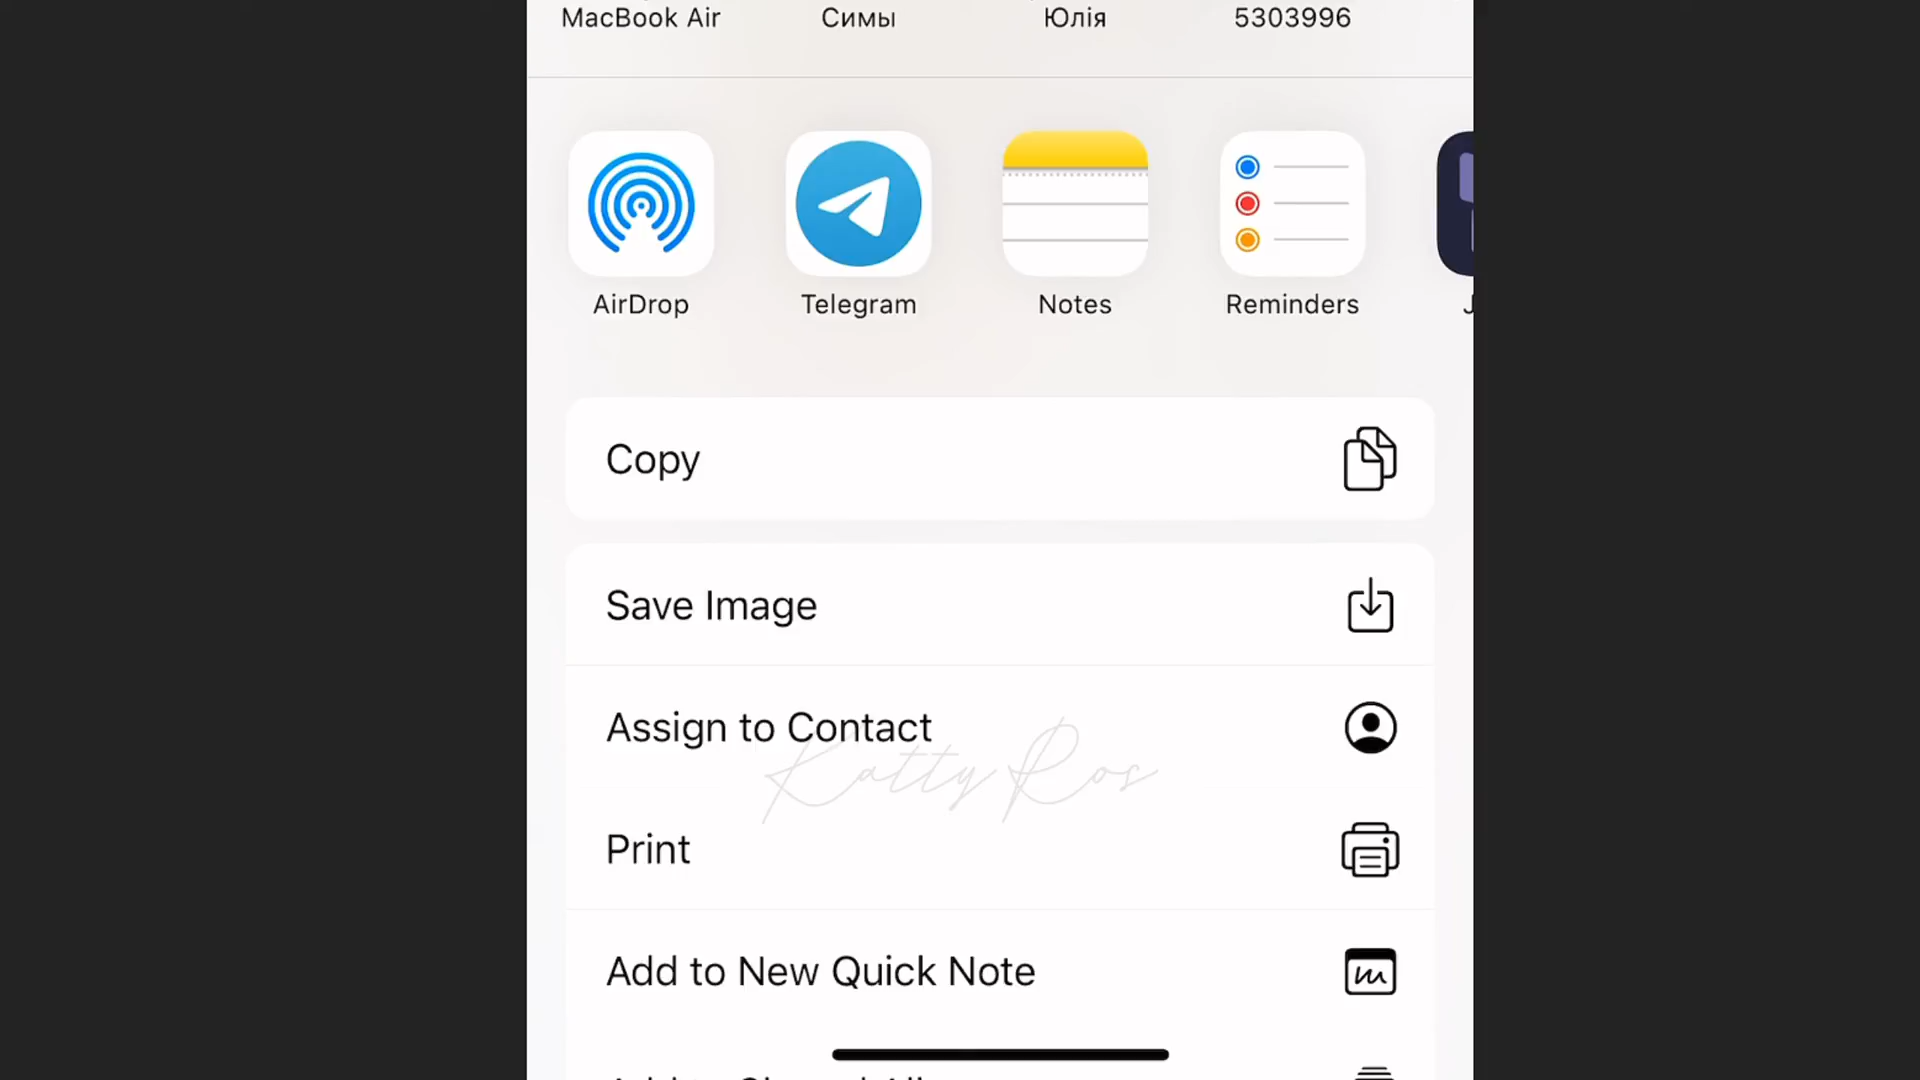 MacBook Air
Симы
Юлія
5303996
AirDrop
Telegram
Notes
Reminders
Copy
Save Image
Assign to Contact
Katty Ros
Print
Add to New Quick Note